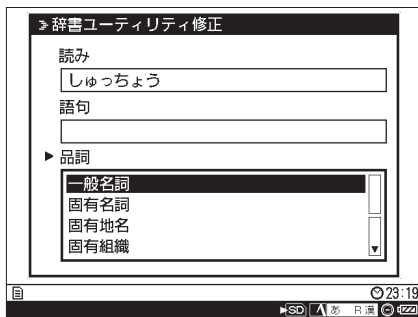 辞書ユーティリティ修正
読み
しゅっちょう
語句
品詞
一般名詞
固有名詞
固有地名
固有組織
23:19
SD あ R漢